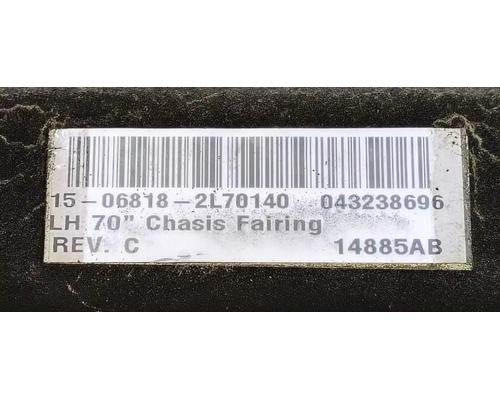 15-06818-2L70140 043238696
LH 70" Chasis Fairing
REV. C 14885AB